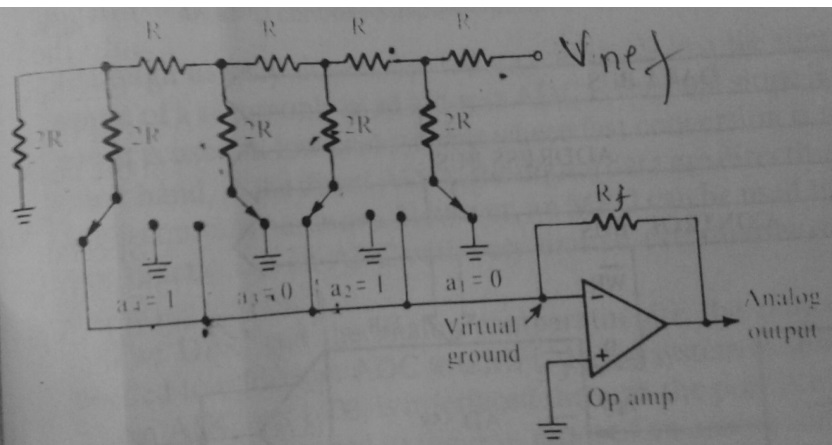 R R R R
V ref
2R 2R 2R 2R 2R
Rf
a4 = 1 a3 = 0 a2 = 1 a1 = 0
−
Virtual
ground
Analog
output
+
Op amp